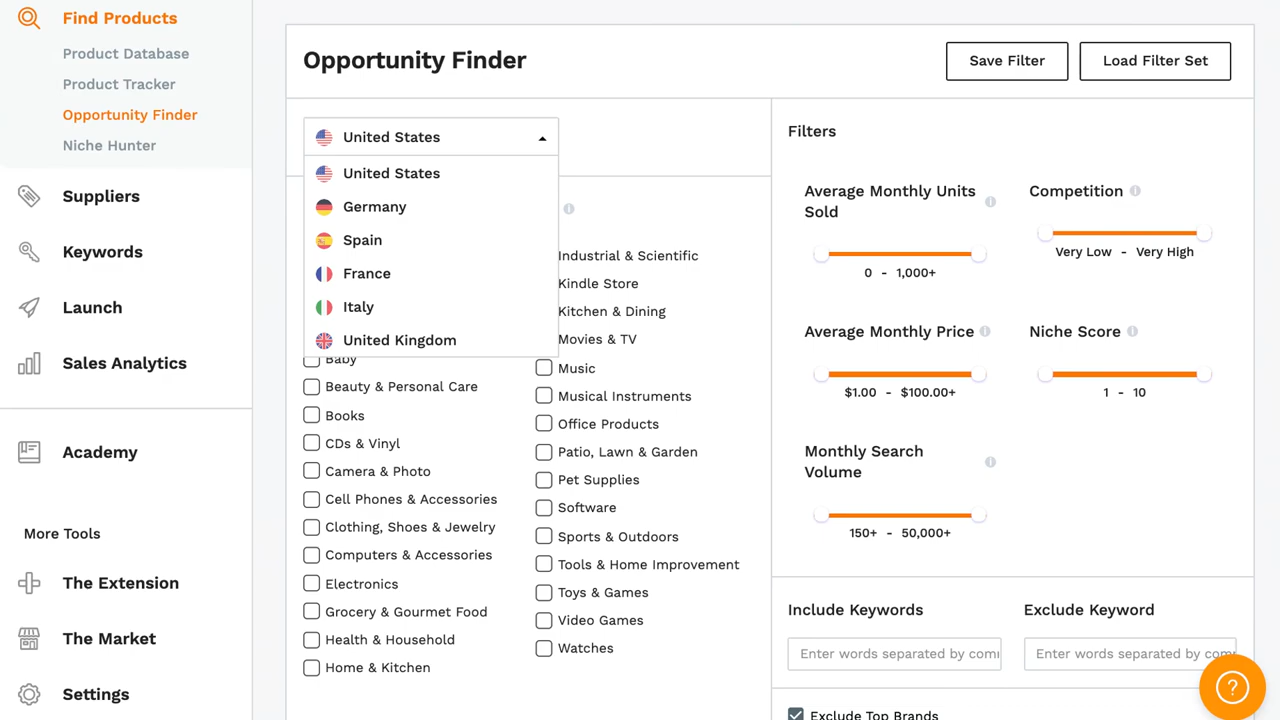 Find Products
Product Database
Product Tracker
Opportunity Finder
Niche Hunter
Suppliers
Keywords
Launch
Sales Analytics
Academy
More Tools
The Extension
The Market
Settings
Opportunity Finder
Save Filter
Load Filter Set
United States
United States
Germany
Spain
France
Italy
United Kingdom
Baby
Beauty & Personal Care
Books
CDs & Vinyl
Camera & Photo
Cell Phones & Accessories
Clothing, Shoes & Jewelry
Computers & Accessories
Electronics
Grocery & Gourmet Food
Health & Household
Home & Kitchen
Industrial & Scientific
Kindle Store
Kitchen & Dining
Movies & TV
Music
Musical Instruments
Office Products
Patio, Lawn & Garden
Pet Supplies
Software
Sports & Outdoors
Tools & Home Improvement
Toys & Games
Video Games
Watches
Filters
Average Monthly Units
Sold
0 - 1,000+
Competition
Very Low - Very High
Average Monthly Price
$1.00 - $100.00+
Niche Score
1 - 10
Monthly Search
Volume
150+ - 50,000+
Include Keywords
Enter words separated by com
Exclude Keyword
Enter words separated by com
Exclude Top Brands
?